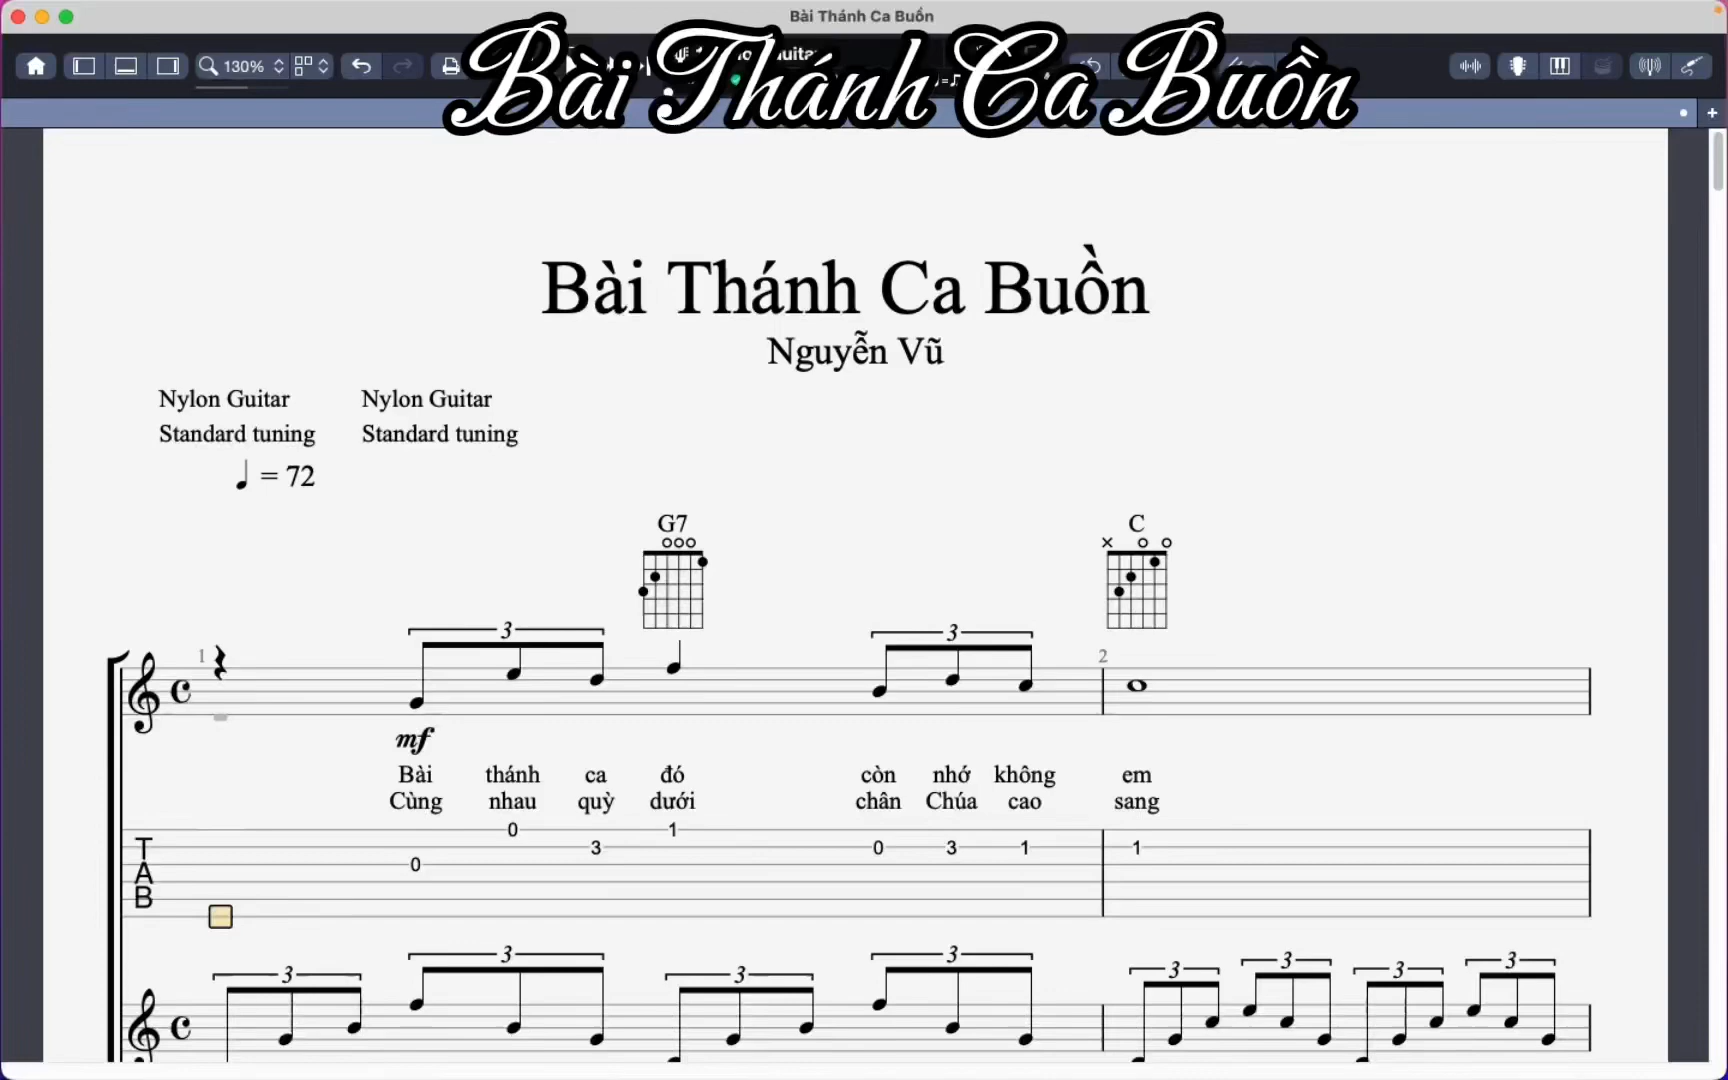 Bài Thánh Ca Buồn
Bài Thánh Ca Buồn
130%
Bài Thánh Ca Buồn
Nguyễn Vũ
Nylon Guitar Nylon Guitar
Standard tuning Standard tuning
= 72
G7 C
3 3
1 2
mf
Bài thánh ca đó còn nhớ không em
Cùng nhau quỳ dưới chân Chúa cao sang
0 1
T 3 0 3 1 1
0
A
B
3 3 3 3 3 3 3 3